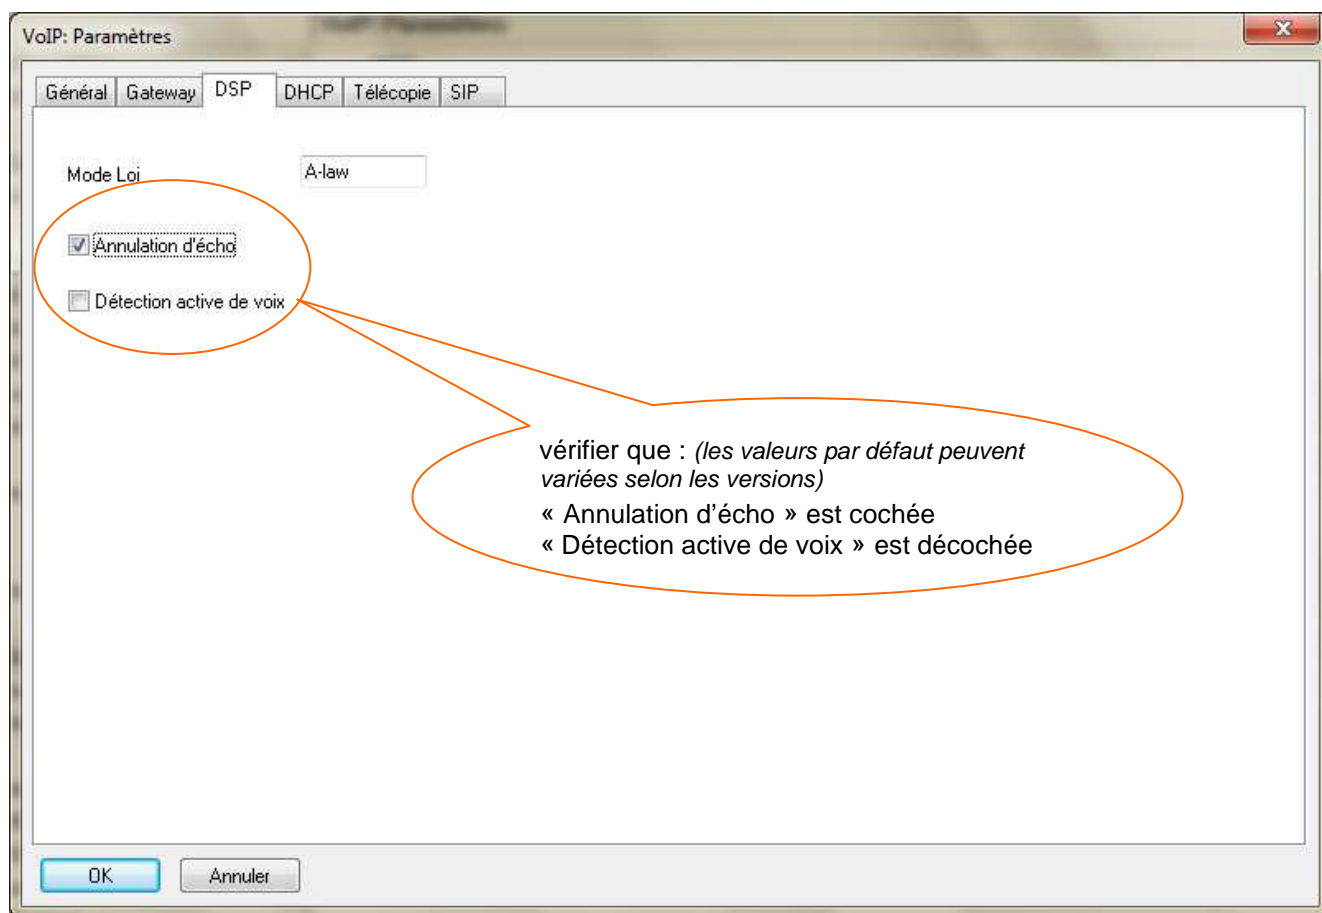 VoIP: Paramètres
Général Gateway DSP DHCP Télécopie SIP
Mode Loi A-law
Annulation d'écho
Détection active de voix
vérifier que : (les valeurs par défaut peuvent
variées selon les versions)
« Annulation d’écho » est cochée
« Détection active de voix » est décochée
OK Annuler